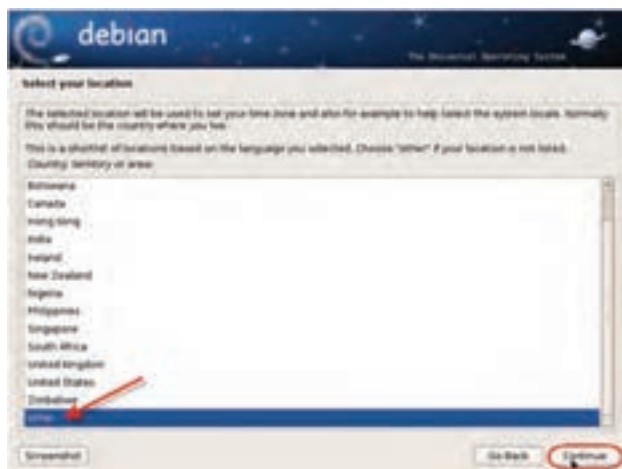 debian
The Universal Operating System
Select your location
The selected location will be used to set your time zone and also for example to help select the system locale. Normally
this should be the country where you live.
This is a shortlist of locations based on the language you selected. Choose "other" if your location is not listed.
Country, territory or area:
Botswana
Canada
Hong Kong
India
Ireland
New Zealand
Nigeria
Philippines
Singapore
South Africa
United Kingdom
United States
Zimbabwe
other
Screenshot
Go Back
Continue